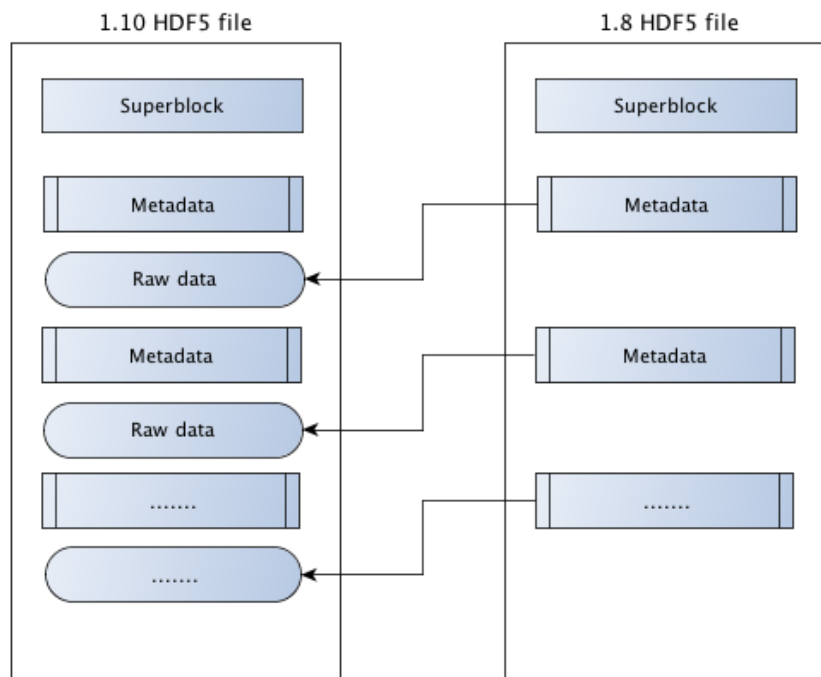 1.10 HDF5 file
Superblock
Metadata
Raw data
Metadata
Raw data
.......
.......
1.8 HDF5 file
Superblock
Metadata
Metadata
.......